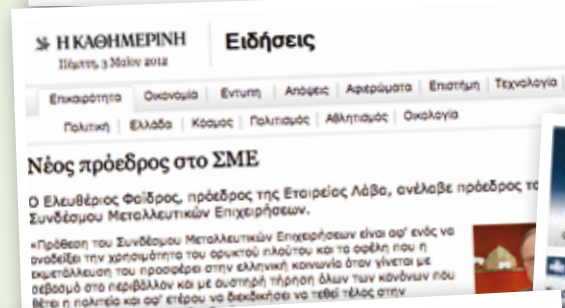 Η ΚΑΘΗΜΕΡΙΝΗ
Ειδήσεις
Πέμπτη, 3 Μαΐου 2012
Επικαιρότητα Οικονομία Εντυπη Απόψεις Αφιερώματα Επιστήμη Τεχνολογία
Πολιτική Ελλάδα Κόσμος Πολιτισμός Αθλητισμός Οικολογία
Νέος πρόεδρος στο ΣΜΕ
Ο Ελευθέριος Φαίδρος, πρόεδρος της Εταιρείας Λάβα, ανέλαβε πρόεδρος το
Συνδέσμου Μεταλλευτικών Επιχειρήσεων.
«Πρόθεση του Συνδέσμου Μεταλλευτικών Επιχειρήσεων είναι αφ' ενός να
αναδείξει την χρησιμότητα του ορυκτού πλούτου και τα οφέλη που η
εκμετάλλευση του προσφέρει στην ελληνική κοινωνία όταν γίνεται με
σεβασμό στο περιβάλλον και με αυστηρή τήρηση όλων των κανόνων που
θέτει η πολιτεία και αφ' ετέρου να διεκδικήσει να τεθεί τέλος στην